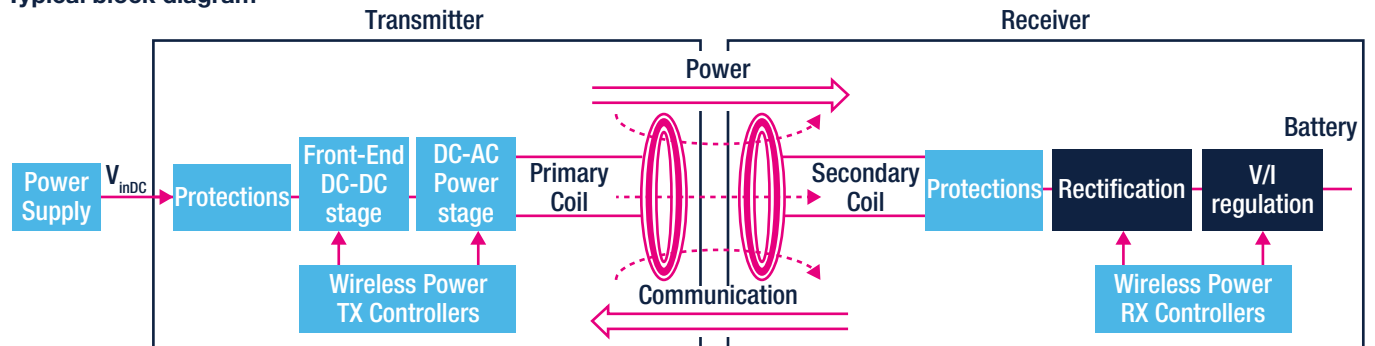 Typical block diagram
Transmitter
Receiver
Power
Battery
Power
Supply
VinDC
Protections
Front-End
DC-DC
stage
DC-AC
Power
stage
Primary
Coil
Secondary
Coil
Protections
Rectification
V/I
regulation
Wireless Power
TX Controllers
Communication
Wireless Power
RX Controllers